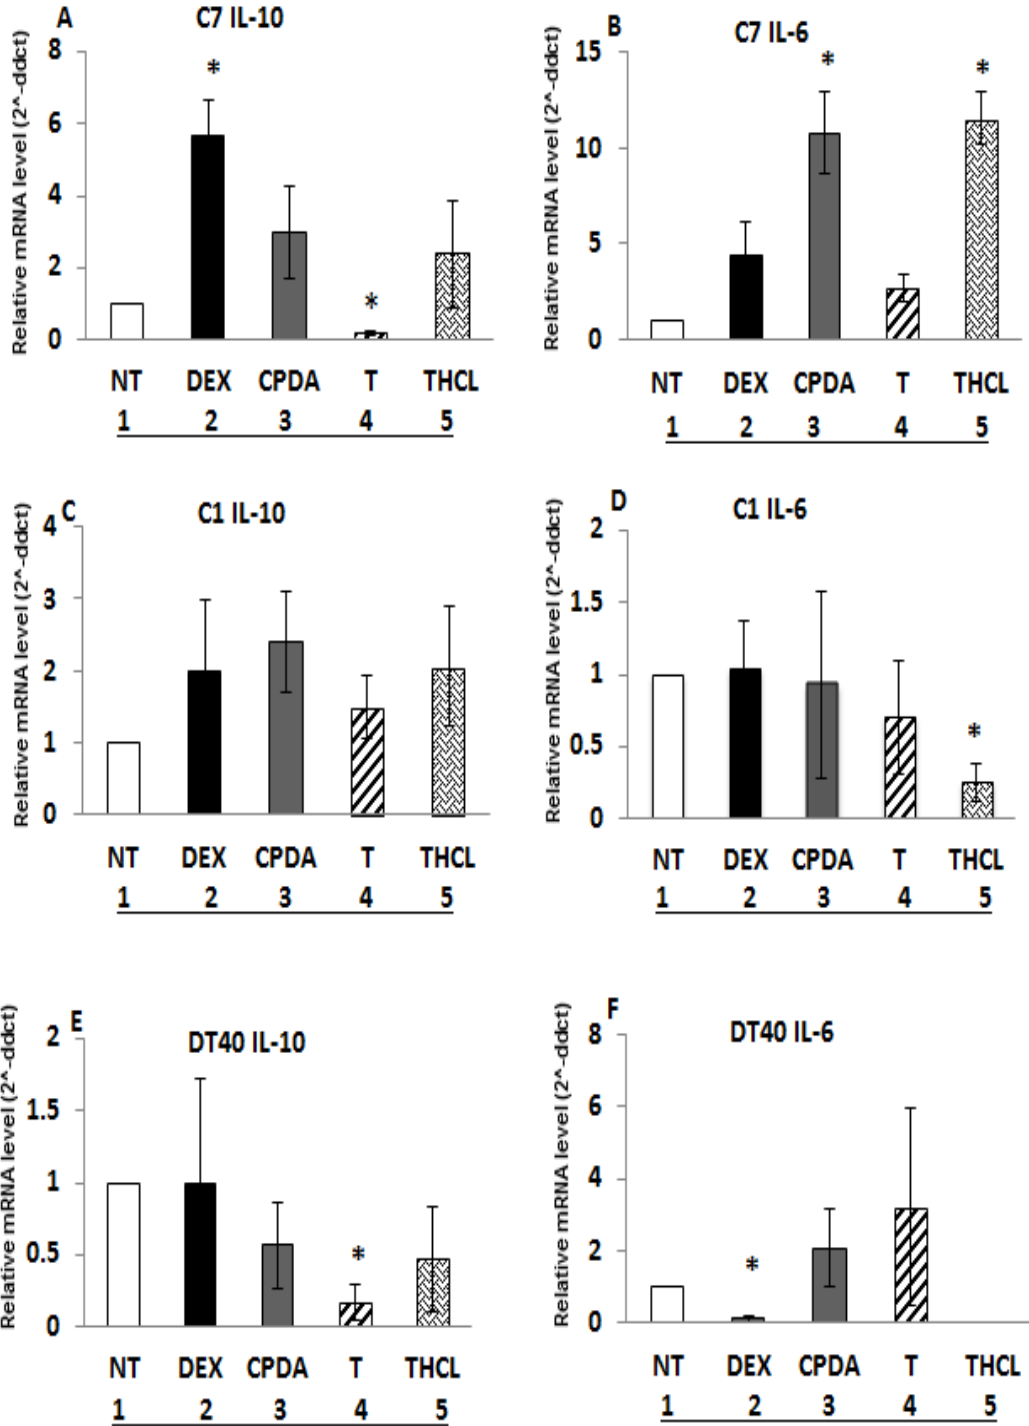 A
C7 IL-10
Relative mRNA level (2^-ddct)
8
6
4
2
0
*
*
NT DEX CPDA T THCL
1 2 3 4 5
B
C7 IL-6
Relative mRNA level (2^-ddct)
15
10
5
0
*
*
NT DEX CPDA T THCL
1 2 3 4 5
C
C1 IL-10
Relative mRNA level (2^-ddct)
4
3
2
1
0
NT DEX CPDA T THCL
1 2 3 4 5
D
C1 IL-6
Relative mRNA level (2^-ddct)
2
1.5
1
0.5
0
*
NT DEX CPDA T THCL
1 2 3 4 5
E
DT40 IL-10
Relative mRNA level (2^-ddct)
2
1.5
1
0.5
0
*
NT DEX CPDA T THCL
1 2 3 4 5
F
DT40 IL-6
Relative mRNA level (2^-ddct)
8
6
4
2
0
*
NT DEX CPDA T THCL
1 2 3 4 5